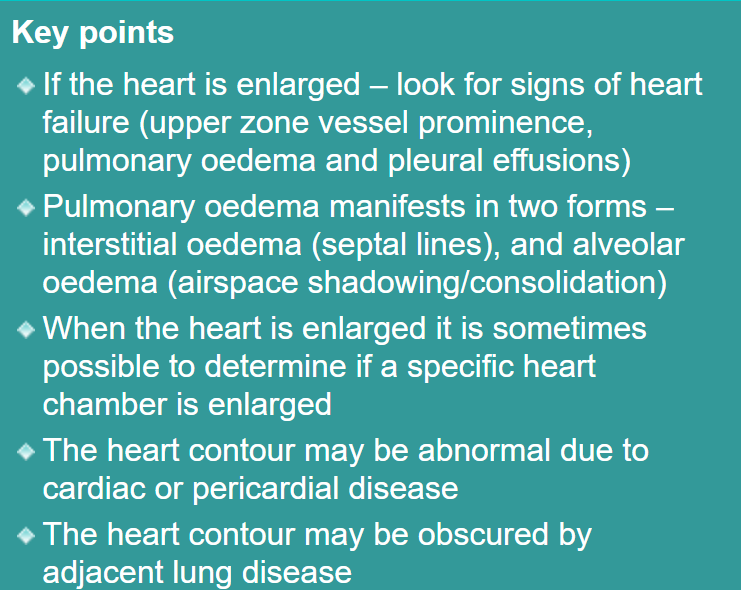 Key points
If the heart is enlarged – look for signs of heart
failure (upper zone vessel prominence,
pulmonary oedema and pleural effusions)
Pulmonary oedema manifests in two forms –
interstitial oedema (septal lines), and alveolar
oedema (airspace shadowing/consolidation)
When the heart is enlarged it is sometimes
possible to determine if a specific heart
chamber is enlarged
The heart contour may be abnormal due to
cardiac or pericardial disease
The heart contour may be obscured by
adjacent lung disease